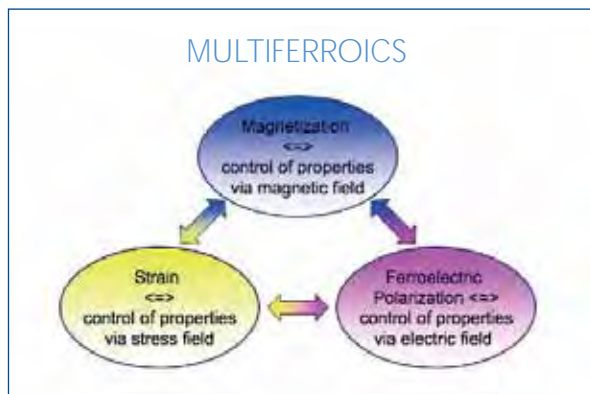 MULTIFERROICS
Magnetization
<=>
control of properties
via magnetic field
Strain
<=>
control of properties
via stress field
Ferroelectric
Polarization <=>
control of properties
via electric field